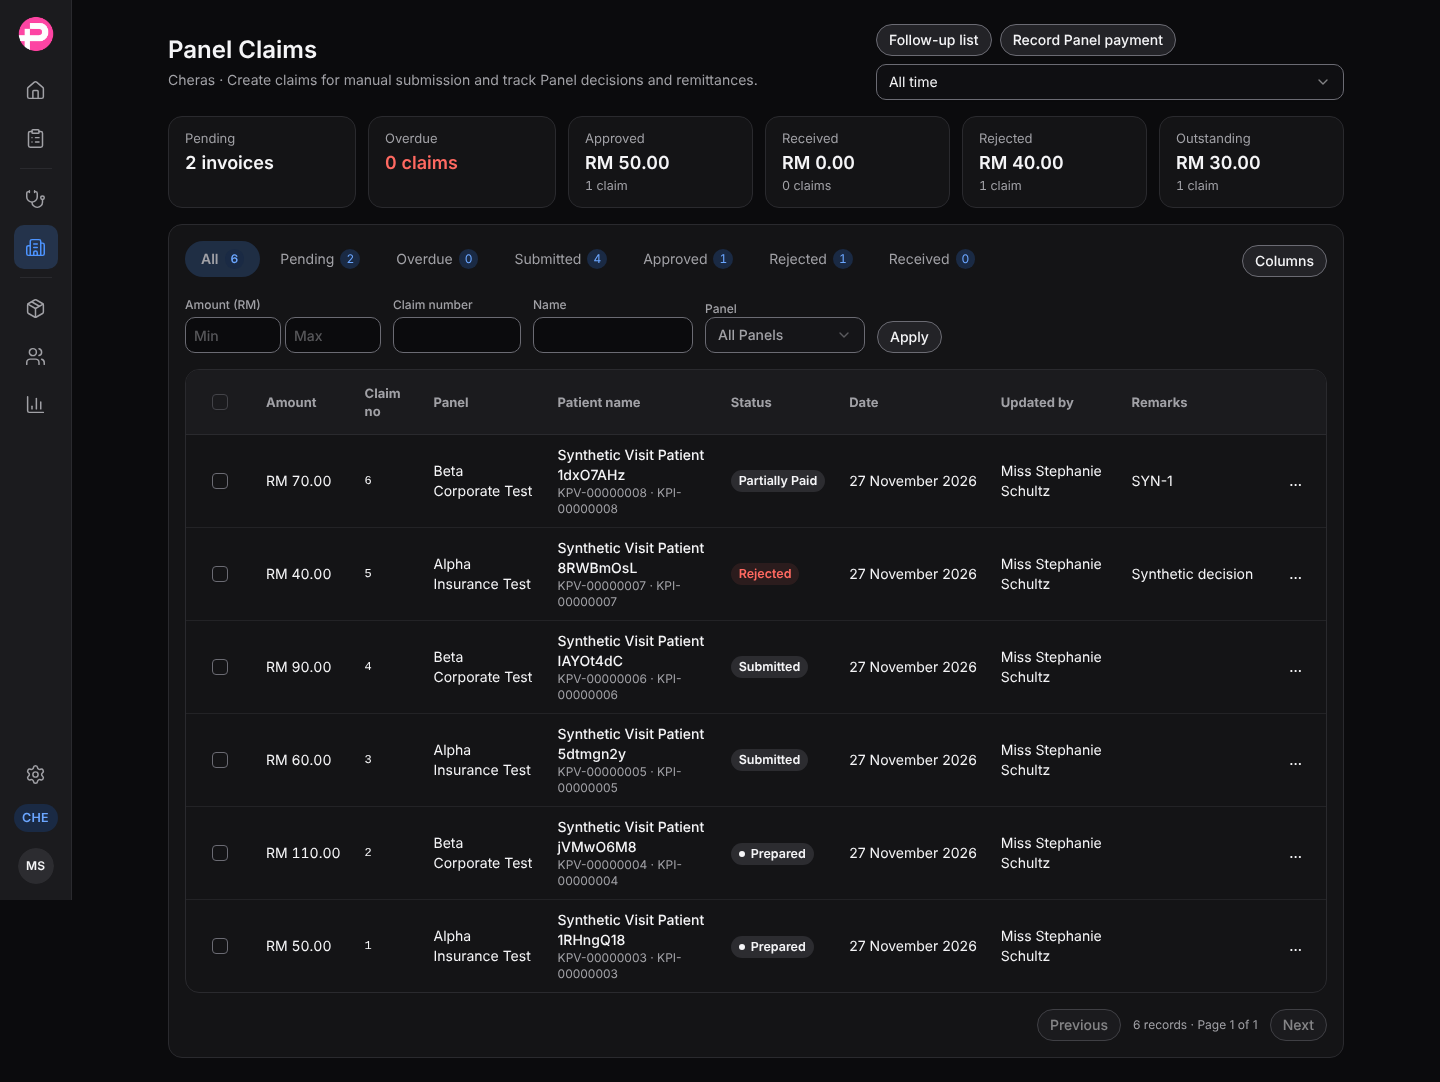 Panel Claims
Cheras · Create claims for manual submission and track Panel decisions and remittances.
Follow-up list
Record Panel payment
All time
Pending
2 invoices
Overdue
0 claims
Approved
RM 50.00
1 claim
Received
RM 0.00
0 claims
Rejected
RM 40.00
1 claim
Outstanding
RM 30.00
1 claim
All 6
Pending 2
Overdue 0
Submitted 4
Approved 1
Rejected 1
Received 0
Columns
Amount (RM)
Min
Max
Claim number
Name
Panel
All Panels
Apply
Amount
Claim
no
Panel
Patient name
Status
Date
Updated by
Remarks
RM 70.00
6
Beta
Corporate Test
Synthetic Visit Patient
1dxO7AHz
KPV-00000008 · KPI-
00000008
Partially Paid
27 November 2026
Miss Stephanie
Schultz
SYN-1
...
RM 40.00
5
Alpha
Insurance Test
Synthetic Visit Patient
8RWBmOsL
KPV-00000007 · KPI-
00000007
Rejected
27 November 2026
Miss Stephanie
Schultz
Synthetic decision
...
RM 90.00
4
Beta
Corporate Test
Synthetic Visit Patient
IAYOt4dC
KPV-00000006 · KPI-
00000006
Submitted
27 November 2026
Miss Stephanie
Schultz
...
RM 60.00
3
Alpha
Insurance Test
Synthetic Visit Patient
5dtmgn2y
KPV-00000005 · KPI-
00000005
Submitted
27 November 2026
Miss Stephanie
Schultz
...
RM 110.00
2
Beta
Corporate Test
Synthetic Visit Patient
jVMwO6M8
KPV-00000004 · KPI-
00000004
Prepared
27 November 2026
Miss Stephanie
Schultz
...
RM 50.00
1
Alpha
Insurance Test
Synthetic Visit Patient
1RHngQ18
KPV-00000003 · KPI-
00000003
Prepared
27 November 2026
Miss Stephanie
Schultz
...
Previous
6 records · Page 1 of 1
Next
CHE
MS